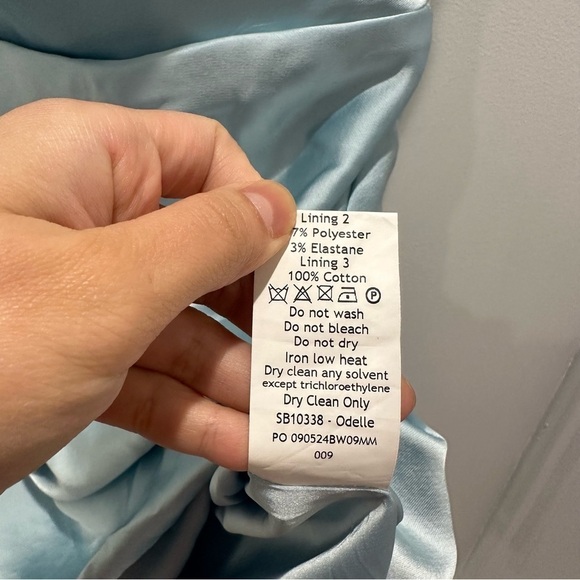 Lining 2
7% Polyester
3% Elastane
Lining 3
100% Cotton
P
Do not wash
Do not bleach
Do not dry
Iron low heat
Dry clean any solvent
except trichloroethylene
Dry Clean Only
SB10338 - Odelle
PO 090524BW09MM
009